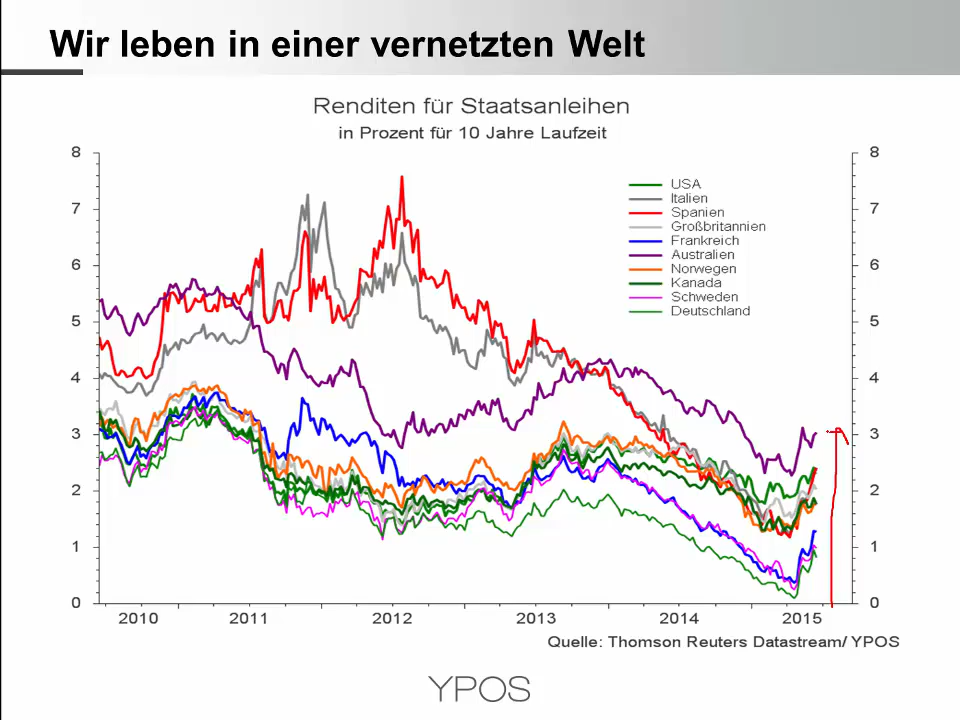 Wir leben in einer vernetzten Welt
Renditen für Staatsanleihen
in Prozent für 10 Jahre Laufzeit
8 8
7 7
6 6
5 5
4 4
3 3
2 2
1 1
0 0
USA
Italien
Spanien
Großbritannien
Frankreich
Australien
Norwegen
Kanada
Schweden
Deutschland
2010 2011 2012 2013 2014 2015
Quelle: Thomson Reuters Datastream/ YPOS
YPOS